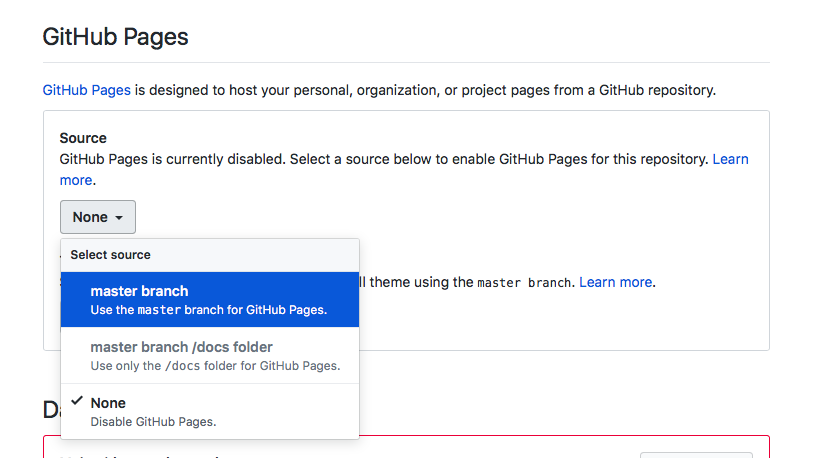 GitHub Pages
GitHub Pages is designed to host your personal, organization, or project pages from a GitHub repository.
Source
GitHub Pages is currently disabled. Select a source below to enable GitHub Pages for this repository. Learn
more.
None
Select source
master branch
Use the master branch for GitHub Pages.
theme using the master branch. Learn more.
master branch /docs folder
Use only the /docs folder for GitHub Pages.
None
Disable GitHub Pages.